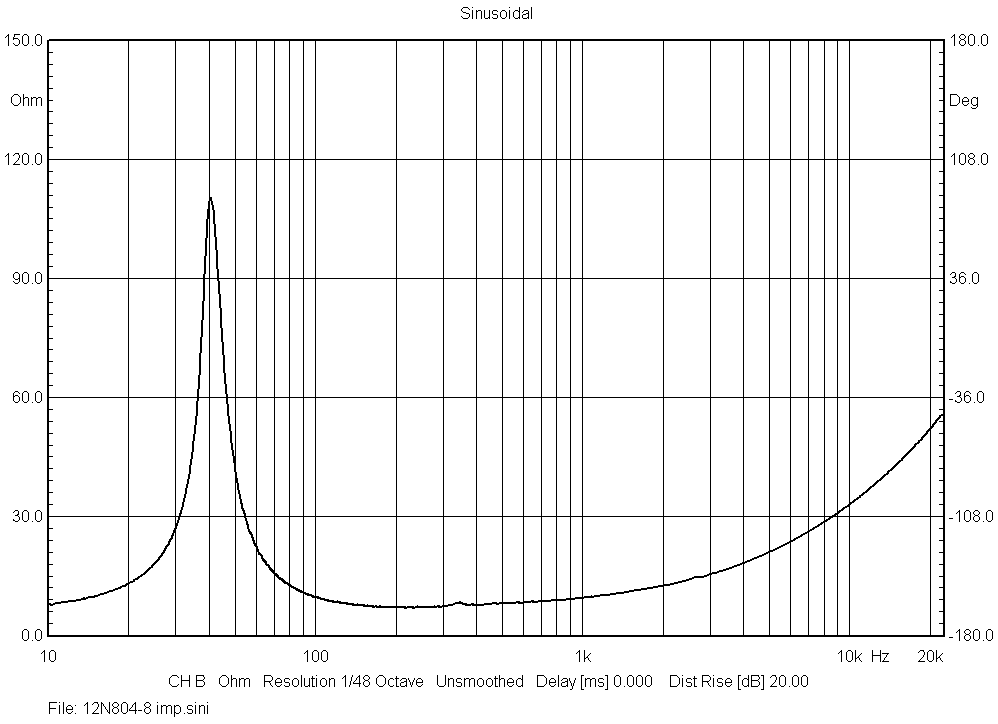 Sinusoidal
150.0 180.0
Ohm Deg
120.0 108.0
90.0 36.0
60.0 -36.0
30.0 -108.0
0.0 -180.0
10 100 1k 10k Hz 20k
CH B Ohm Resolution 1/48 Octave Unsmoothed Delay [ms] 0.000 Dist Rise [dB] 20.00
File: 12N804-8 imp.sini